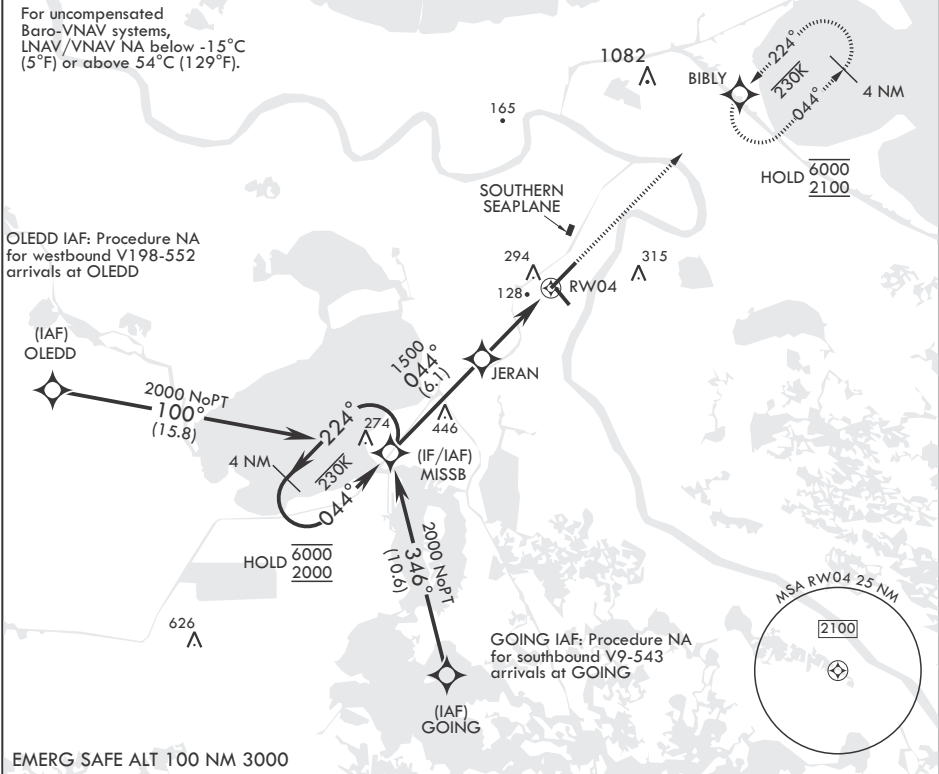 For uncompensated
Baro-VNAV systems,
LNAV/VNAV NA below -15°C
(5°F) or above 54°C (129°F).
1082
BIBLY
224°
230K
044°
4 NM
HOLD 6000
2100
165
SOUTHERN
SEAPLANE
OLEDD IAF: Procedure NA
for westbound V198-552
arrivals at OLEDD
294
315
128
RW04
(IAF)
OLEDD
1500
044°
(6.1)
JERAN
2000 NoPT
100°
(15.8)
224°
274
446
4 NM
230K
044°
(IF/IAF)
MISSB
HOLD 6000
2000
2000 NoPT
346°
(10.6)
MSA RW04 25 NM
2100
626
GOING IAF: Procedure NA
for southbound V9-543
arrivals at GOING
(IAF)
GOING
EMERG SAFE ALT 100 NM 3000